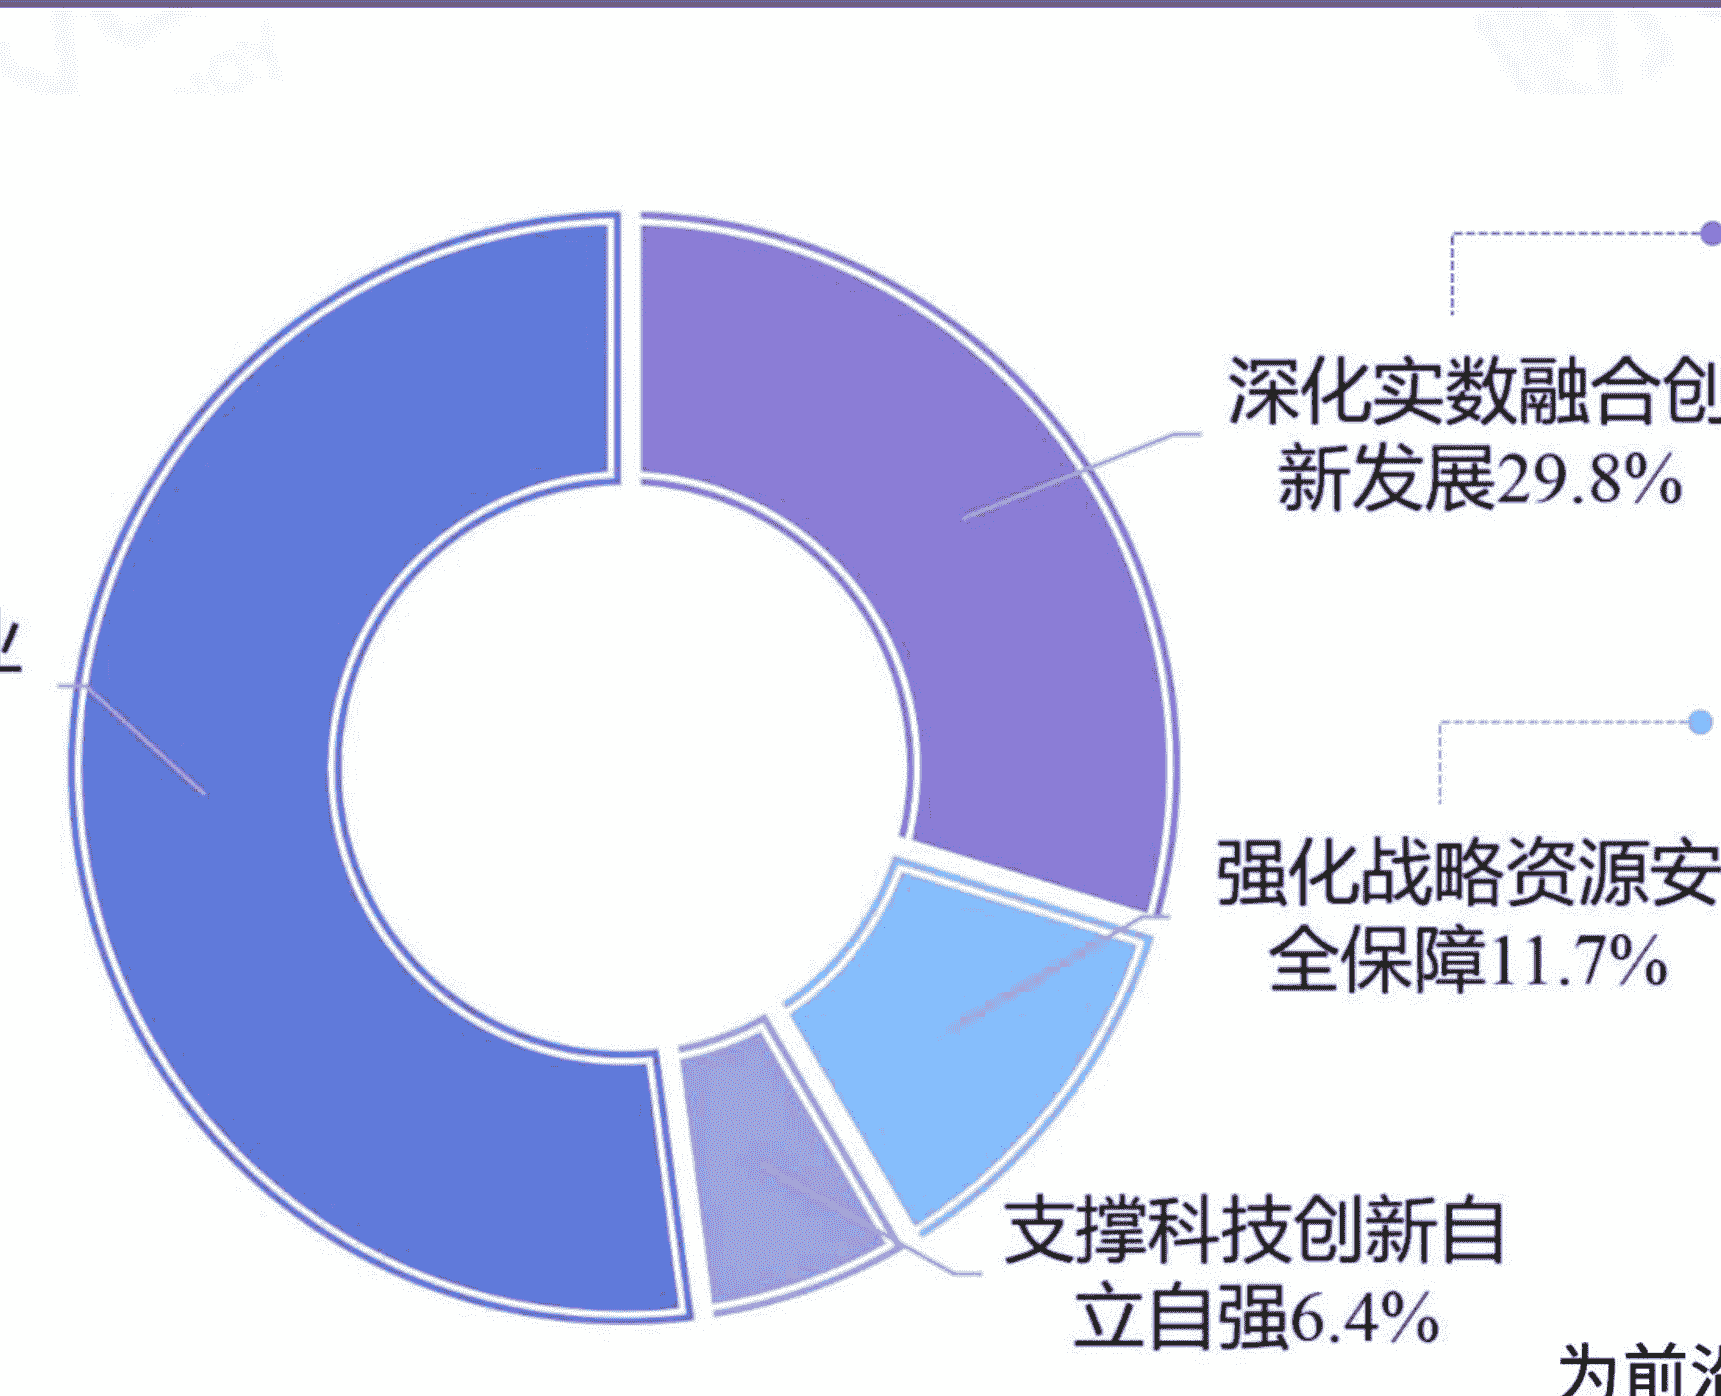 深化实数融合创
新发展29.8%
业
强化战略资源安
全保障11.7%
支撑科技创新自
立自强6.4%
为前沿